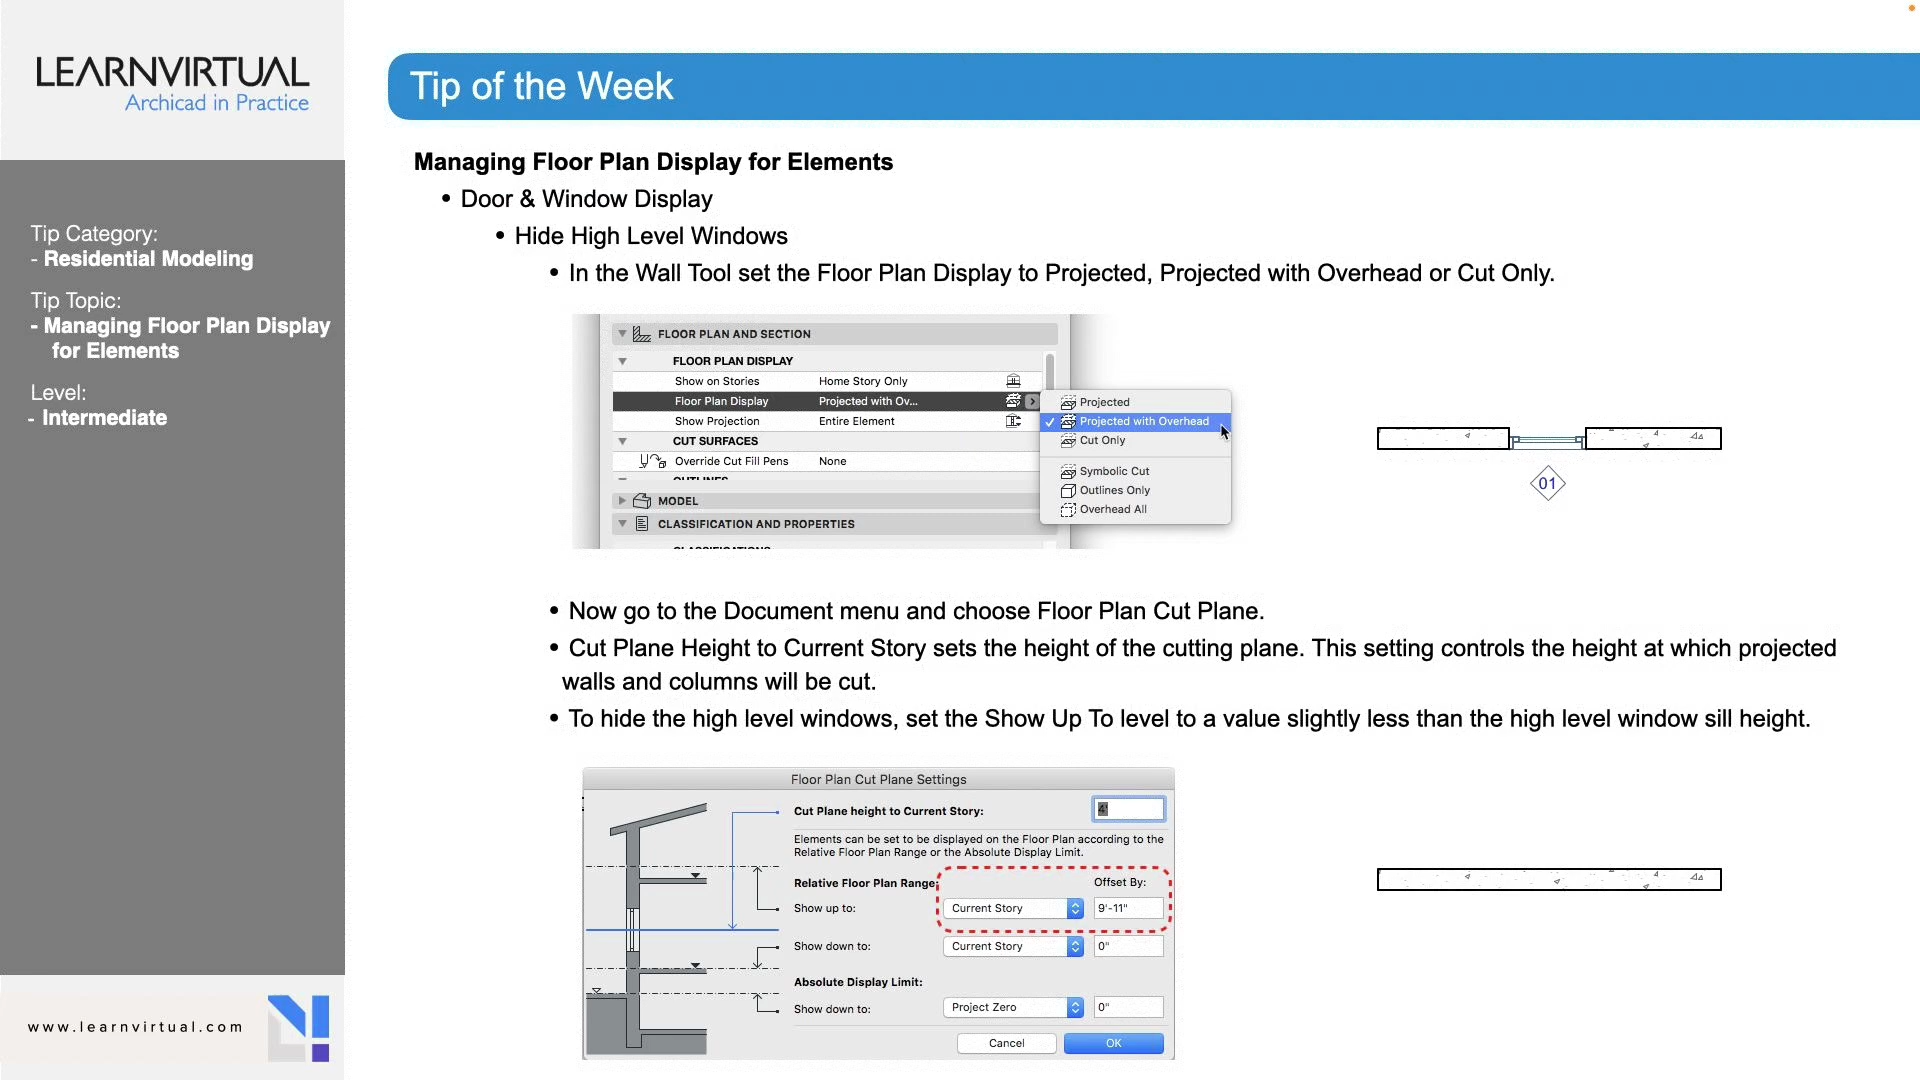 LEARNVIRTUAL
Archicad in Practice
Tip Category:
- Residential Modeling
Tip Topic:
- Managing Floor Plan Display
for Elements
Level:
- Intermediate
www.learnvirtual.com
Tip of the Week
Managing Floor Plan Display for Elements
• Door & Window Display
• Hide High Level Windows
• In the Wall Tool set the Floor Plan Display to Projected, Projected with Overhead or Cut Only.
FLOOR PLAN AND SECTION
FLOOR PLAN DISPLAY
Show on Stories Home Story Only
Floor Plan Display Projected with Ov...
Show Projection Entire Element
CUT SURFACES
Override Cut Fill Pens None
OUTLINES
MODEL
CLASSIFICATION AND PROPERTIES
CLASSIFICATIONS
Projected
✓ Projected with Overhead
Cut Only
Symbolic Cut
Outlines Only
Overhead All
01
• Now go to the Document menu and choose Floor Plan Cut Plane.
• Cut Plane Height to Current Story sets the height of the cutting plane. This setting controls the height at which projected
walls and columns will be cut.
• To hide the high level windows, set the Show Up To level to a value slightly less than the high level window sill height.
Floor Plan Cut Plane Settings
Cut Plane height to Current Story: 4'
Elements can be set to be displayed on the Floor Plan according to the
Relative Floor Plan Range or the Absolute Display Limit.
Relative Floor Plan Range: Offset By:
Show up to: Current Story 9'-11"
Show down to: Current Story 0"
Absolute Display Limit:
Show down to: Project Zero 0"
Cancel OK